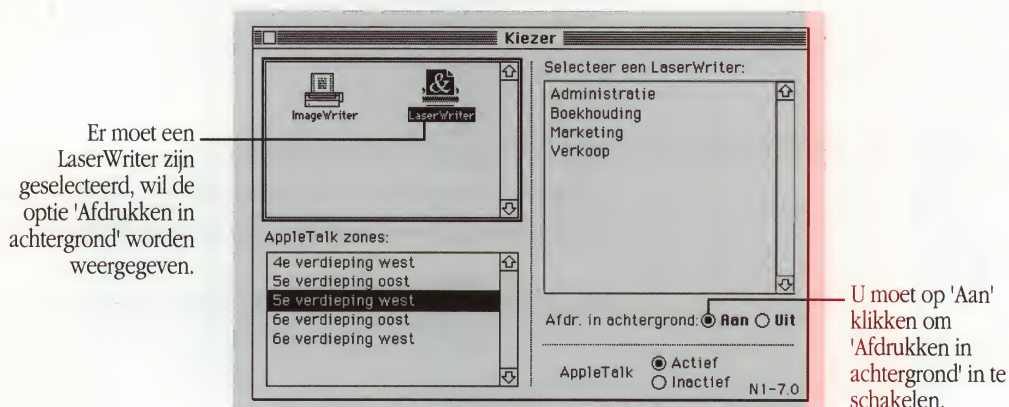 Kiezer
ImageWriter
LaserWriter
Selecteer een LaserWriter:
Administratie
Boekhouding
Marketing
Verkoop
Er moet een
LaserWriter zijn
geselecteerd, wil de
optie 'Afdrukken in
achtergrond' worden
weergegeven.
AppleTalk zones:
4e verdieping west
5e verdieping oost
5e verdieping west
6e verdieping oost
6e verdieping west
Afdr. in achtergrond: Aan Uit
AppleTalk
Actief
Inactief
N1-7.0
U moet op 'Aan'
klikken om
'Afdrukken in
achtergrond' in te
schakelen.